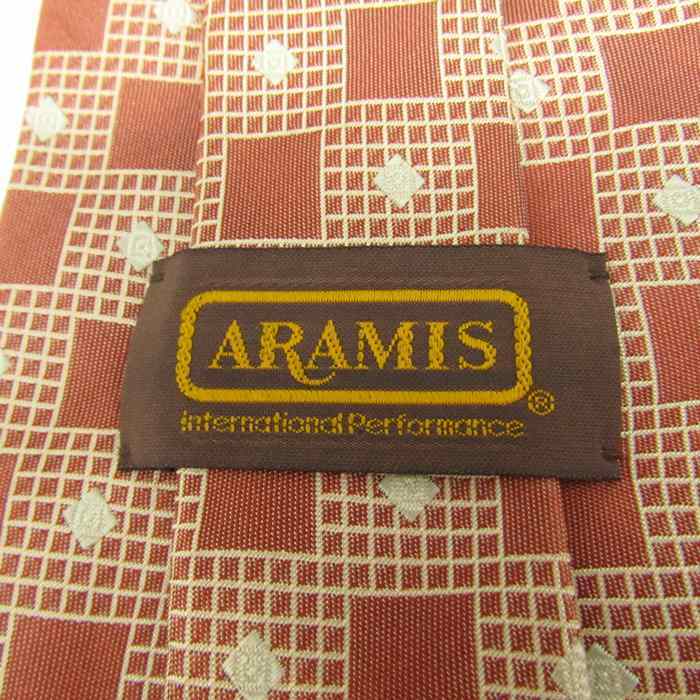 ARAMIS
®
International Performance